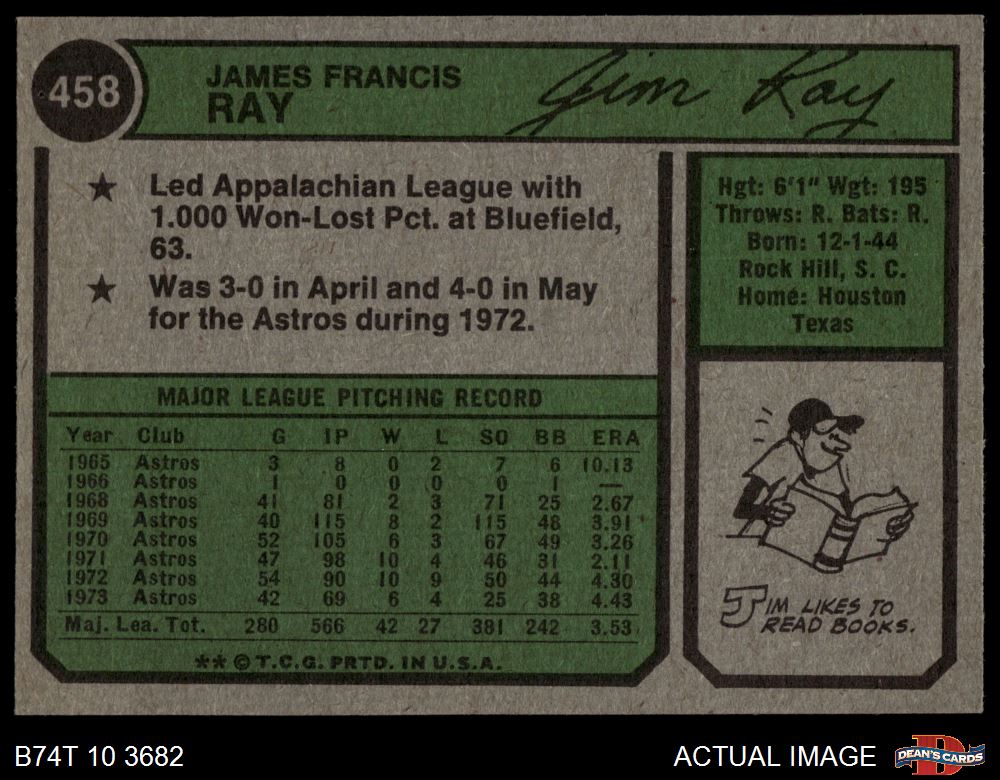 458
JAMES FRANCIS
RAY
Jim Ray
★ Led Appalachian League with
1.000 Won-Lost Pct. at Bluefield,
63.
★ Was 3-0 in April and 4-0 in May
for the Astros during 1972.
Hgt: 6'1" Wgt: 195
Throws: R. Bats: R.
Born: 12-1-44
Rock Hill, S. C.
Home: Houston
Texas
MAJOR LEAGUE PITCHING RECORD
Year Club G IP W L SO BB ERA
1965 Astros 3 8 0 2 7 6 10.13
1966 Astros 1 0 0 0 0 1 —
1968 Astros 41 81 2 3 71 25 2.67
1969 Astros 40 115 8 2 115 48 3.91
1970 Astros 52 105 6 3 67 49 3.26
1971 Astros 47 98 10 4 46 31 2.11
1972 Astros 54 90 10 9 50 44 4.30
1973 Astros 42 69 6 4 25 38 4.43
Maj. Lea. Tot. 280 566 42 27 381 242 3.53
** © T.C.G. PRTD. IN U.S.A.
JIM LIKES TO
READ BOOKS.
B74T 10 3682
ACTUAL IMAGE
D
DEAN'S CARDS